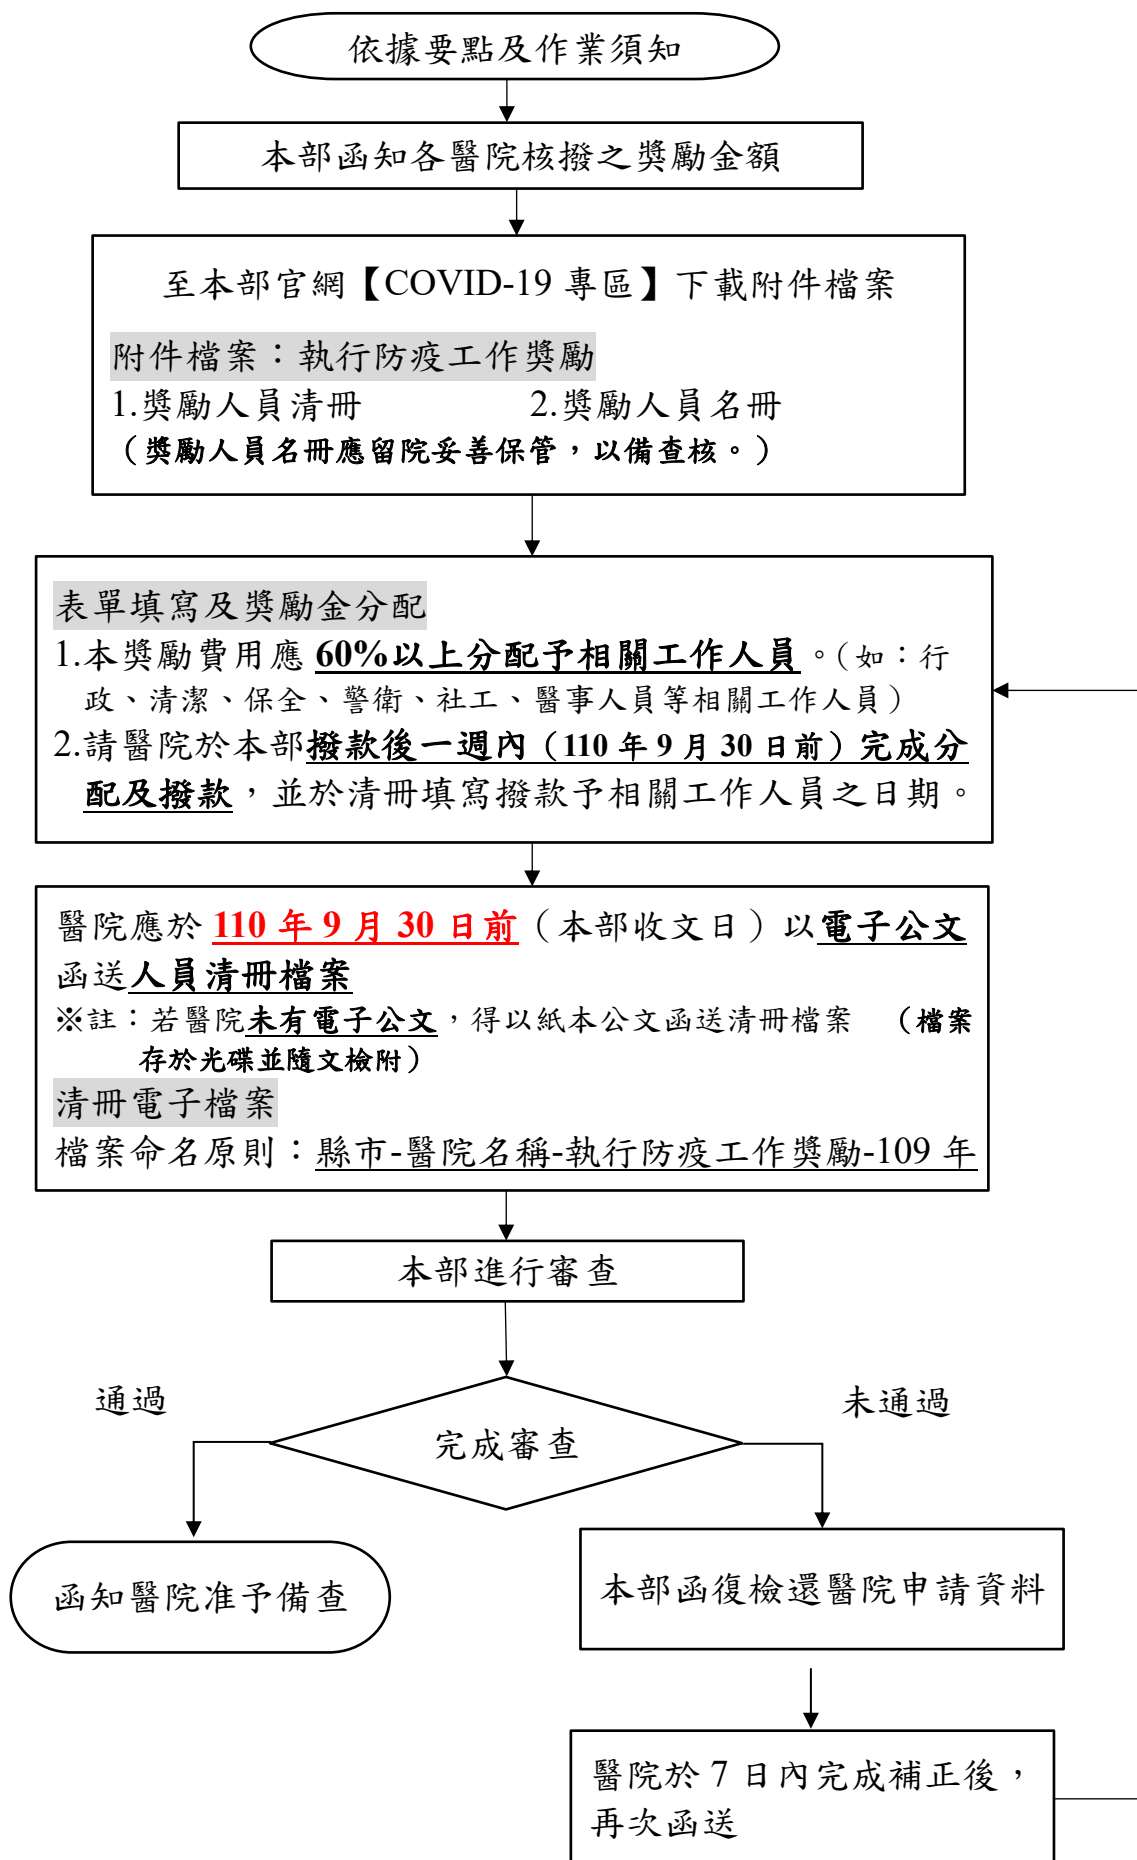 依據要點及作業須知
本部函知各醫院核撥之獎勵金額
至本部官網【COVID-19 專區】下載附件檔案
附件檔案：執行防疫工作獎勵
1.獎勵人員清冊 2.獎勵人員名冊
（獎勵人員名冊應留院妥善保管，以備查核。）
表單填寫及獎勵金分配
1.本獎勵費用應 60%以上分配予相關工作人員。（如：行
政、清潔、保全、警衛、社工、醫事人員等相關工作人員）
2.請醫院於本部撥款後一週內（110 年 9 月 30 日前）完成分
配及撥款，並於清冊填寫撥款予相關工作人員之日期。
醫院應於 110 年 9 月 30 日前（本部收文日）以電子公文
函送人員清冊檔案
※註：若醫院未有電子公文，得以紙本公文函送清冊檔案 （檔案
存於光碟並隨文檢附）
清冊電子檔案
檔案命名原則：縣市-醫院名稱-執行防疫工作獎勵-109 年
本部進行審查
通過
未通過
完成審查
函知醫院准予備查
本部函復檢還醫院申請資料
醫院於 7 日內完成補正後，
再次函送